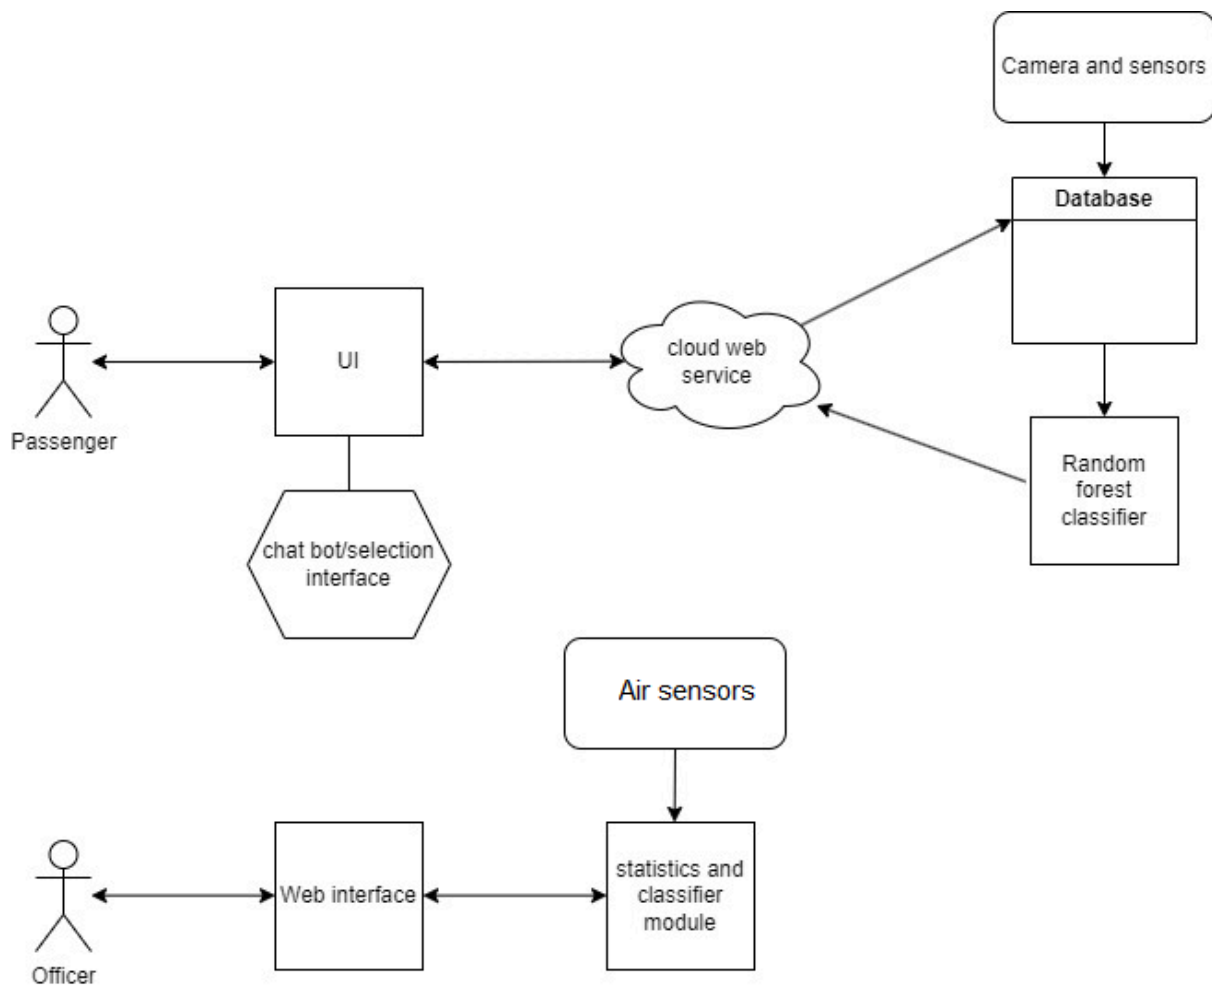 Camera and sensors
Database
cloud web
service
UI
Passenger
Random
forest
classifier
chat bot/selection
interface
Air sensors
statistics and
classifier
module
Web interface
Officer